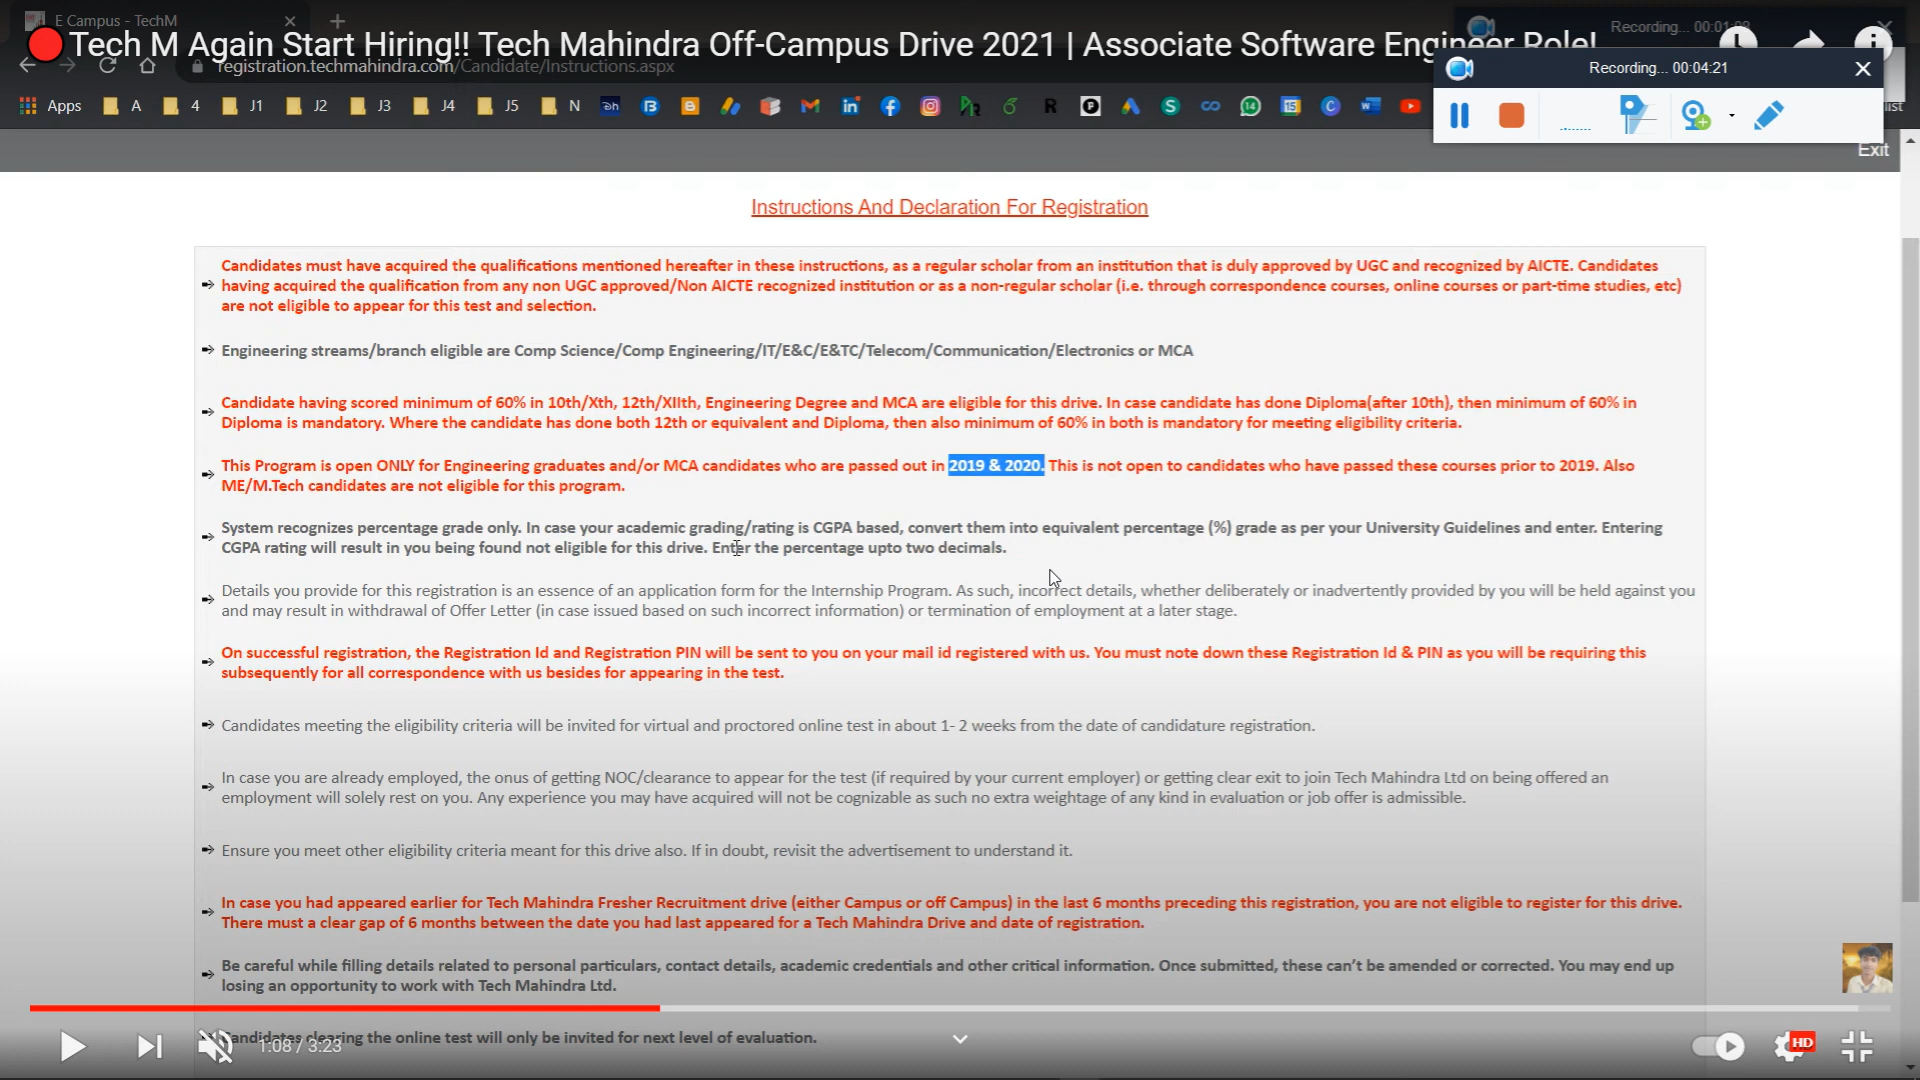 E Campus - TechM
Recording... 00:01:08
Tech M Again Start Hiring!! Tech Mahindra Off-Campus Drive 2021 | Associate Software Engineer Role!
Recording... 00:04:21
registration.techmahindra.com/Candidate/Instructions.aspx
Apps A 4 J1 J2 J3 J4 J5 N
Exit
Instructions And Declaration For Registration
Candidates must have acquired the qualifications mentioned hereafter in these instructions, as a regular scholar from an institution that is duly approved by UGC and recognized by AICTE. Candidates
having acquired the qualification from any non UGC approved/Non AICTE recognized institution or as a non-regular scholar (i.e. through correspondence courses, online courses or part-time studies, etc)
are not eligible to appear for this test and selection.
Engineering streams/branch eligible are Comp Science/Comp Engineering/IT/E&C/E&TC/Telecom/Communication/Electronics or MCA
Candidate having scored minimum of 60% in 10th/Xth, 12th/XIIth, Engineering Degree and MCA are eligible for this drive. In case candidate has done Diploma(after 10th), then minimum of 60% in
Diploma is mandatory. Where the candidate has done both 12th or equivalent and Diploma, then also minimum of 60% in both is mandatory for meeting eligibility criteria.
This Program is open ONLY for Engineering graduates and/or MCA candidates who are passed out in 2019 & 2020. This is not open to candidates who have passed these courses prior to 2019. Also
ME/M.Tech candidates are not eligible for this program.
System recognizes percentage grade only. In case your academic grading/rating is CGPA based, convert them into equivalent percentage (%) grade as per your University Guidelines and enter. Entering
CGPA rating will result in you being found not eligible for this drive. Enter the percentage upto two decimals.
Details you provide for this registration is an essence of an application form for the Internship Program. As such, incorrect details, whether deliberately or inadvertently provided by you will be held against you
and may result in withdrawal of Offer Letter (in case issued based on such incorrect information) or termination of employment at a later stage.
On successful registration, the Registration Id and Registration PIN will be sent to you on your mail id registered with us. You must note down these Registration Id & PIN as you will be requiring this
subsequently for all correspondence with us besides for appearing in the test.
Candidates meeting the eligibility criteria will be invited for virtual and proctored online test in about 1- 2 weeks from the date of candidature registration.
In case you are already employed, the onus of getting NOC/clearance to appear for the test (if required by your current employer) or getting clear exit to join Tech Mahindra Ltd on being offered an
employment will solely rest on you. Any experience you may have acquired will not be cognizable as such no extra weightage of any kind in evaluation or job offer is admissible.
Ensure you meet other eligibility criteria meant for this drive also. If in doubt, revisit the advertisement to understand it.
In case you had appeared earlier for Tech Mahindra Fresher Recruitment drive (either Campus or off Campus) in the last 6 months preceding this registration, you are not eligible to register for this drive.
There must a clear gap of 6 months between the date you had last appeared for a Tech Mahindra Drive and date of registration.
Be careful while filling details related to personal particulars, contact details, academic credentials and other critical information. Once submitted, these can't be amended or corrected. You may end up
losing an opportunity to work with Tech Mahindra Ltd.
Candidates clearing the online test will only be invited for next level of evaluation.
1:08 / 3:23
HD